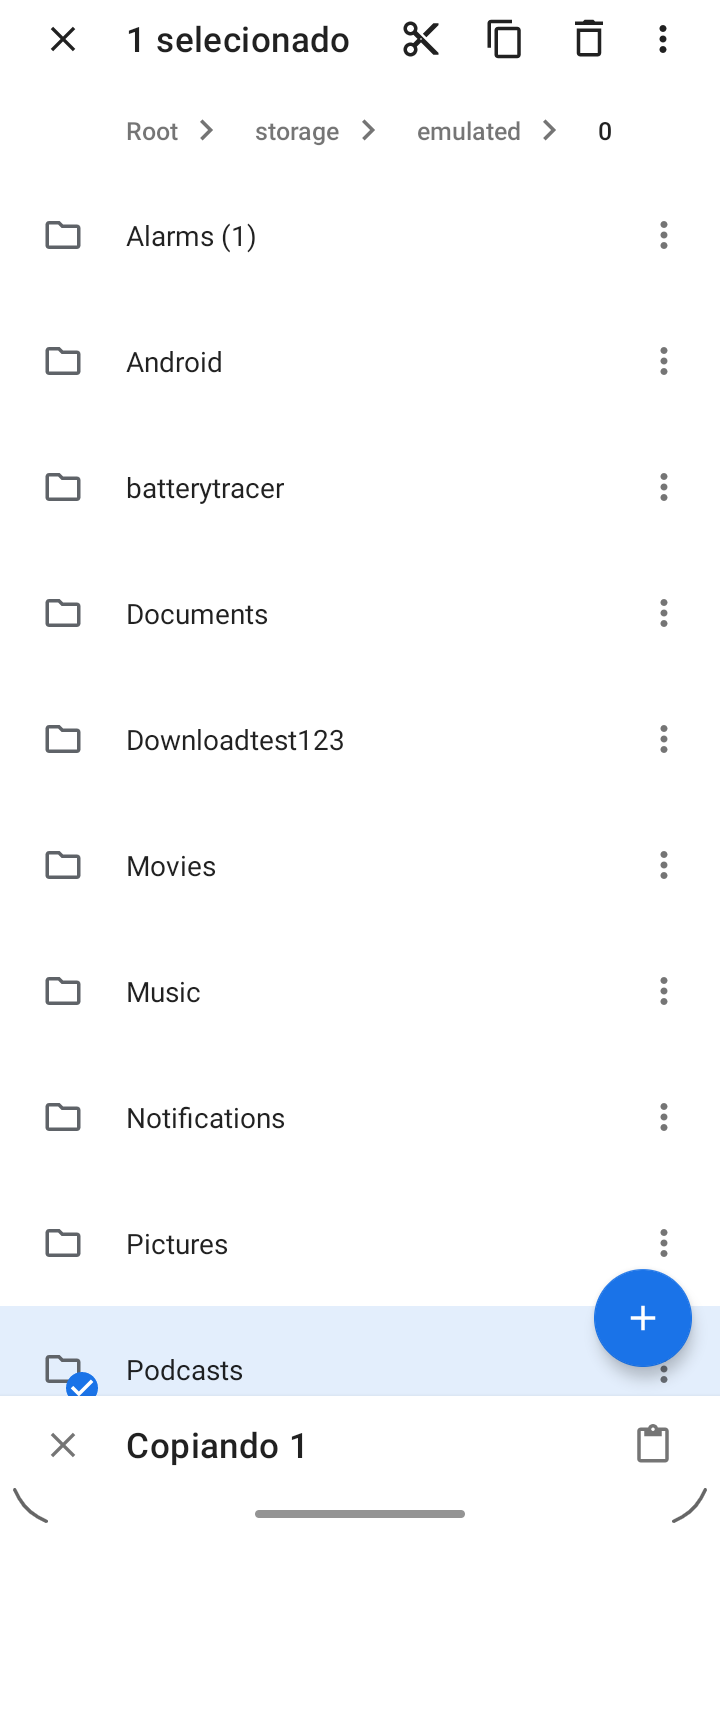 1 selecionado
Root storage emulated 0
Alarms (1)
Android
batterytracer
Documents
Downloadtest123
Movies
Music
Notifications
Pictures
Podcasts
Copiando 1